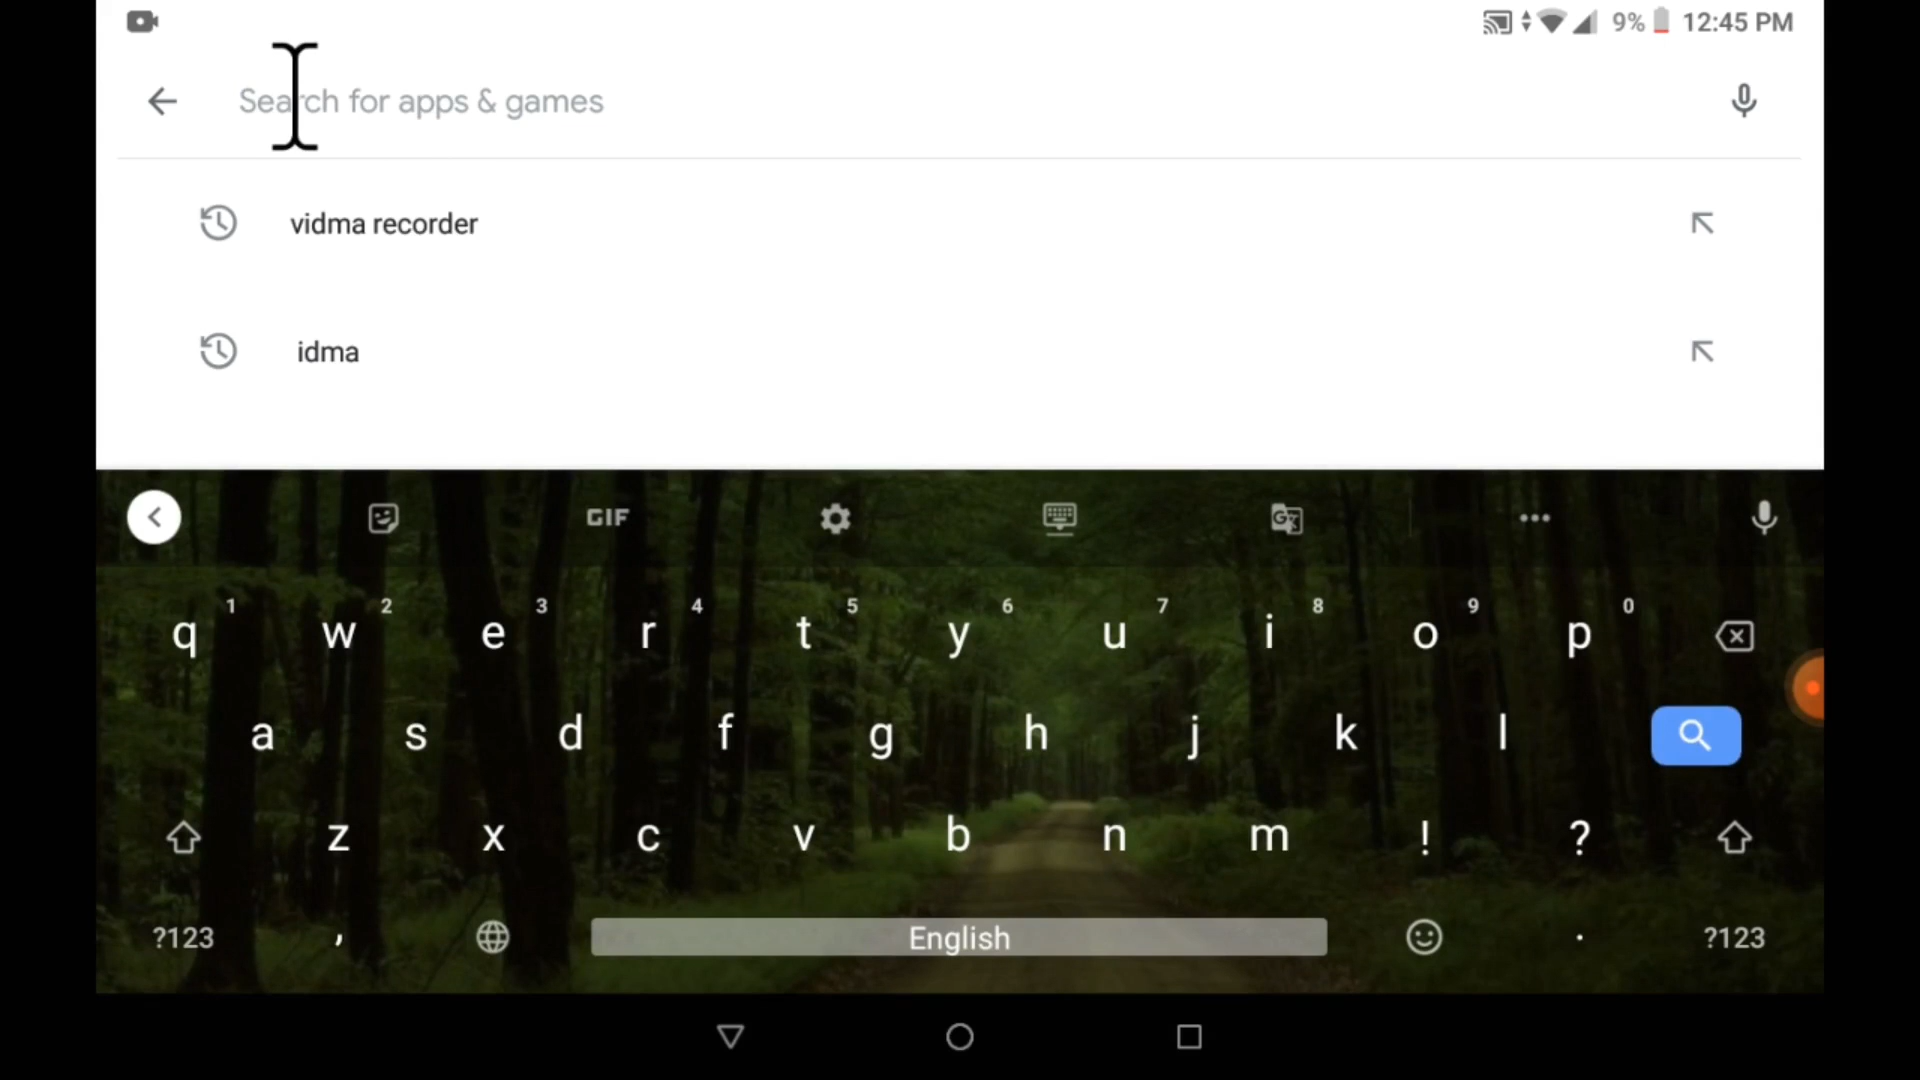 9% 12:45 PM
Search for apps & games
vidma recorder
idma
GIF
1 2 3 4 5 6 7 8 9 0
q w e r t y u i o p
a s d f g h j k l
z x c v b n m ! ?
?123 , English . ?123